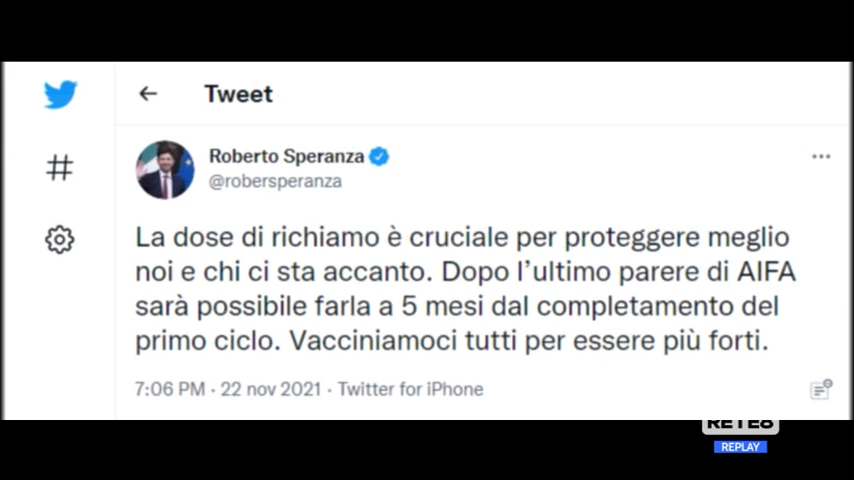 Tweet
Roberto Speranza
@robersperanza
La dose di richiamo è cruciale per proteggere meglio
noi e chi ci sta accanto. Dopo l'ultimo parere di AIFA
sarà possibile farla a 5 mesi dal completamento del
primo ciclo. Vacciniamoci tutti per essere più forti.
7:06 PM · 22 nov 2021 · Twitter for iPhone
RETE8
REPLAY